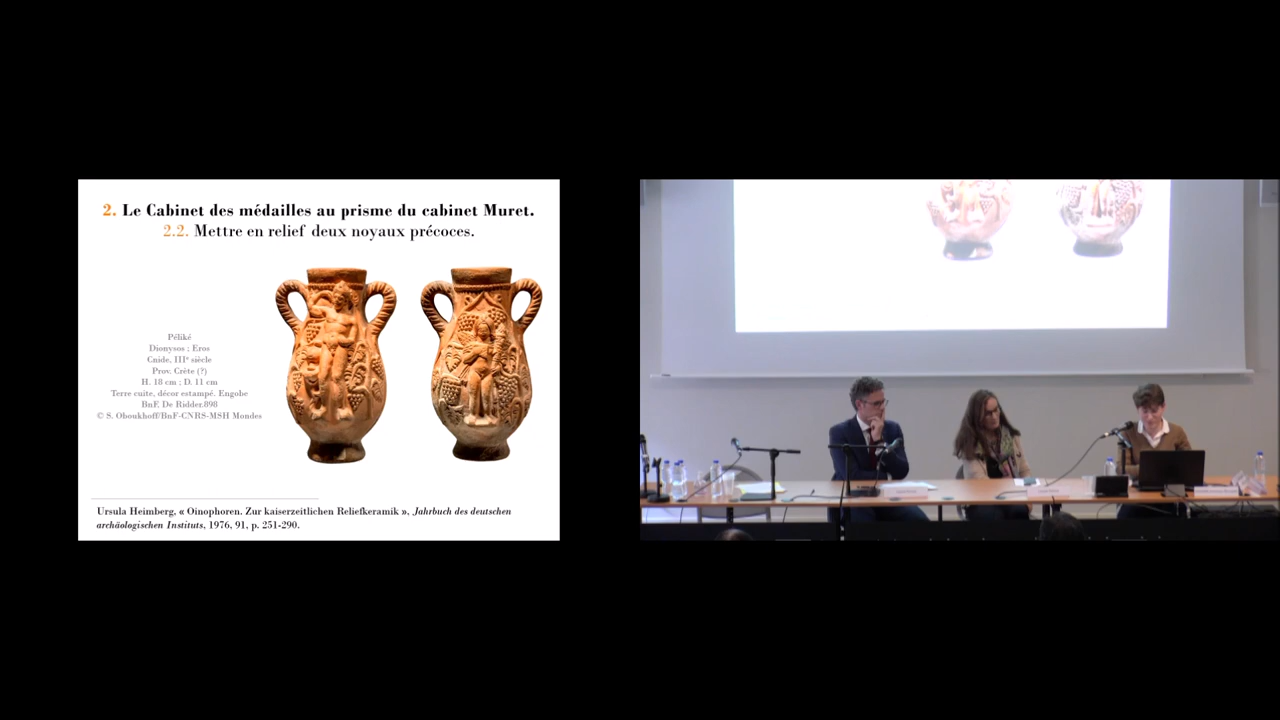 2. Le Cabinet des médailles au prisme du cabinet Muret.
2.2. Mettre en relief deux noyaux précoces.
Péliké
Dionysos ; Eros
Cnide, IIIᵉ siècle
Prov. Crète (?)
H. 18 cm ; D. 11 cm
Terre cuite, décor estampé. Engobe
BnF, De Ridder.898
© S. Oboukhoff/BnF-CNRS-MSH Mondes
Ursula Heimberg, « Oinophoren. Zur kaiserzeitlichen Reliefkeramik », Jahrbuch des deutschen
archäologischen Instituts, 1976, 91, p. 251-290.